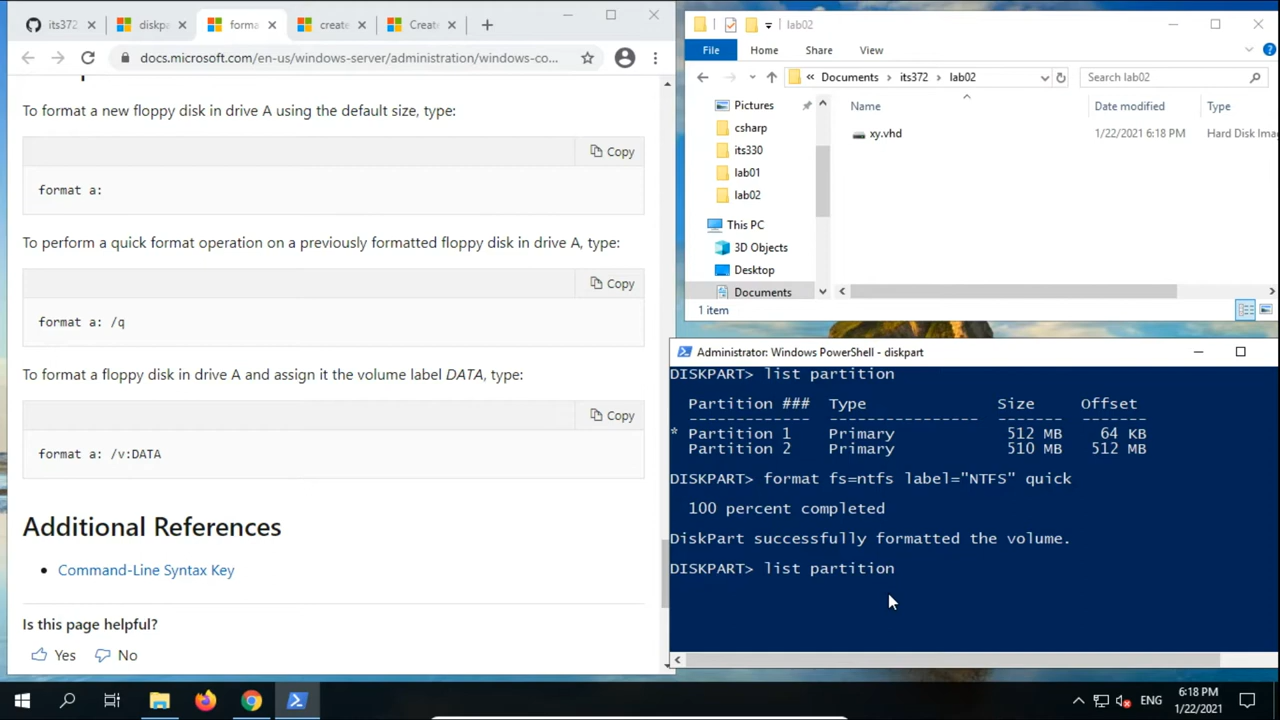 its372
diskpa
forma
create
Create
docs.microsoft.com/en-us/windows-server/administration/windows-co...
To format a new floppy disk in drive A using the default size, type:
Copy
format a:
To perform a quick format operation on a previously formatted floppy disk in drive A, type:
Copy
format a: /q
To format a floppy disk in drive A and assign it the volume label DATA, type:
Copy
format a: /v:DATA
Additional References
Command-Line Syntax Key
Is this page helpful?
Yes No
lab02
File Home Share View
« Documents > its372 > lab02
Search lab02
Pictures
csharp
its330
lab01
lab02
This PC
3D Objects
Desktop
Documents
Name Date modified Type
xy.vhd 1/22/2021 6:18 PM Hard Disk Ima
1 item
Administrator: Windows PowerShell - diskpart
DISKPART> list partition
Partition ### Type Size Offset
------------- ---------------- ------- -------
* Partition 1 Primary 512 MB 64 KB
Partition 2 Primary 510 MB 512 MB
DISKPART> format fs=ntfs label="NTFS" quick
100 percent completed
DiskPart successfully formatted the volume.
DISKPART> list partition
ENG
6:18 PM
1/22/2021